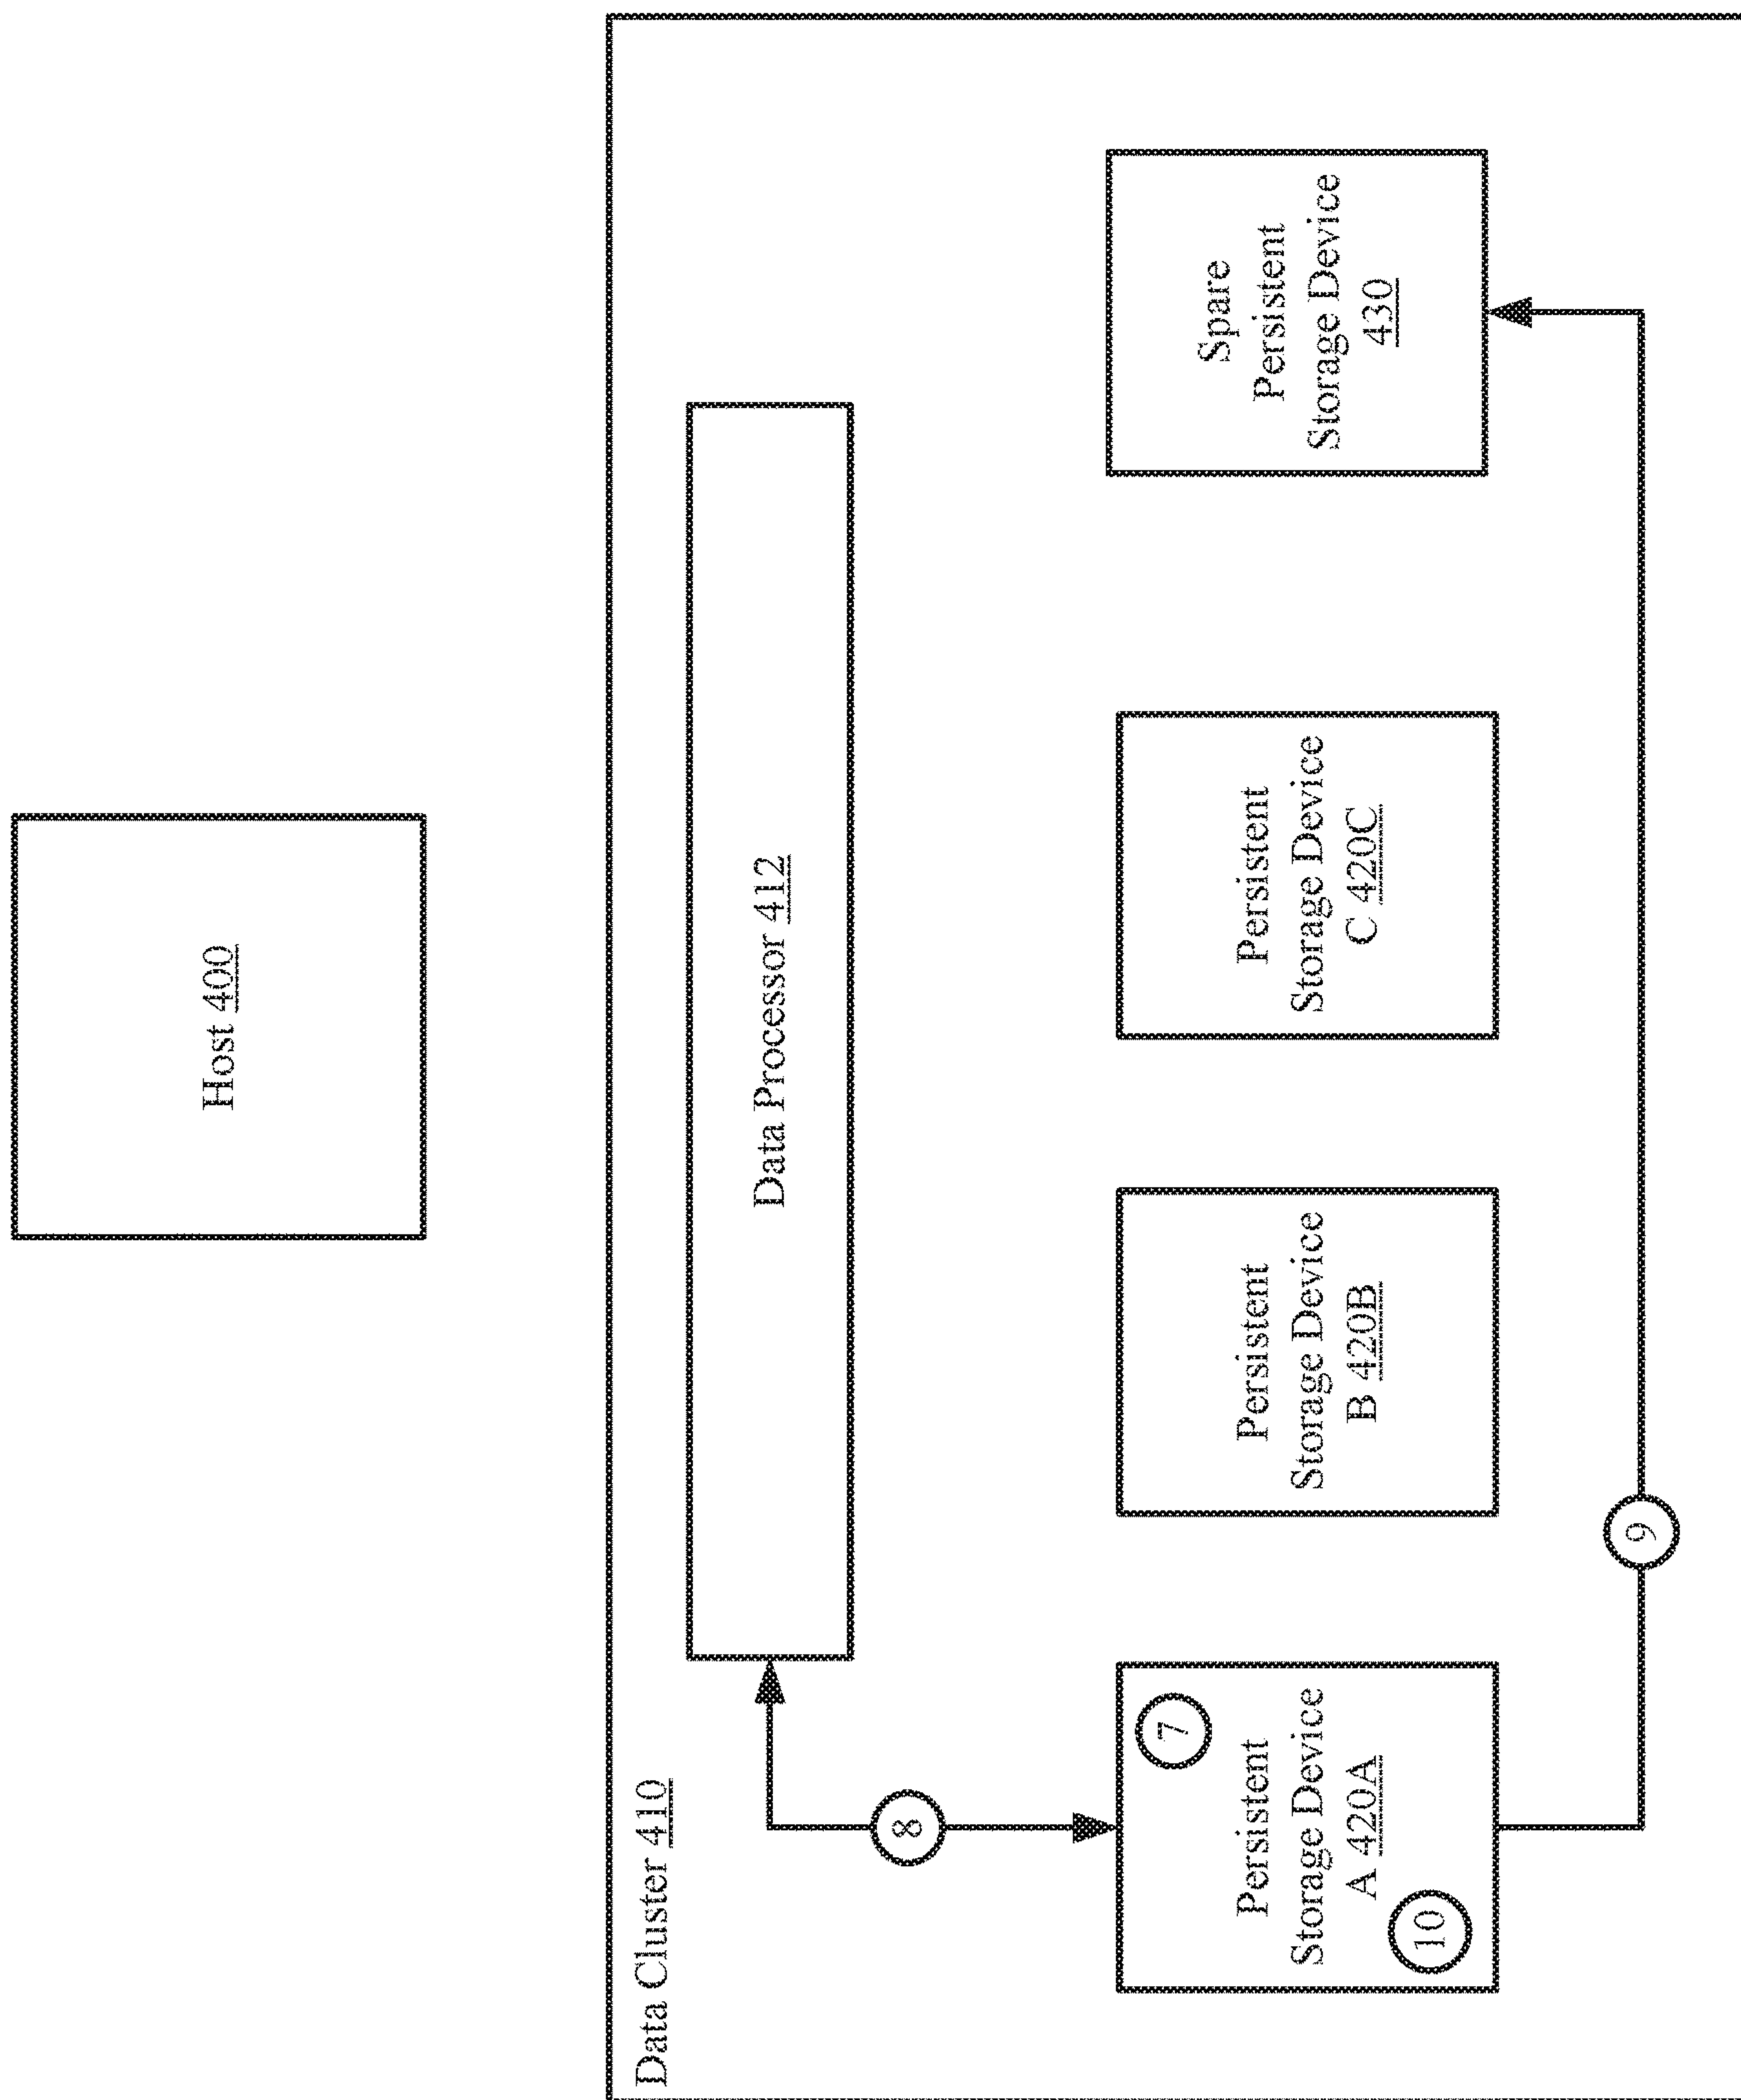 Host 400
Data Cluster 410
Data Processor 412
8
7
Persistent
Storage Device
A 420A
10
Persistent
Storage Device
B 420B
Persistent
Storage Device
C 420C
Spare
Persistent
Storage Device
430
9